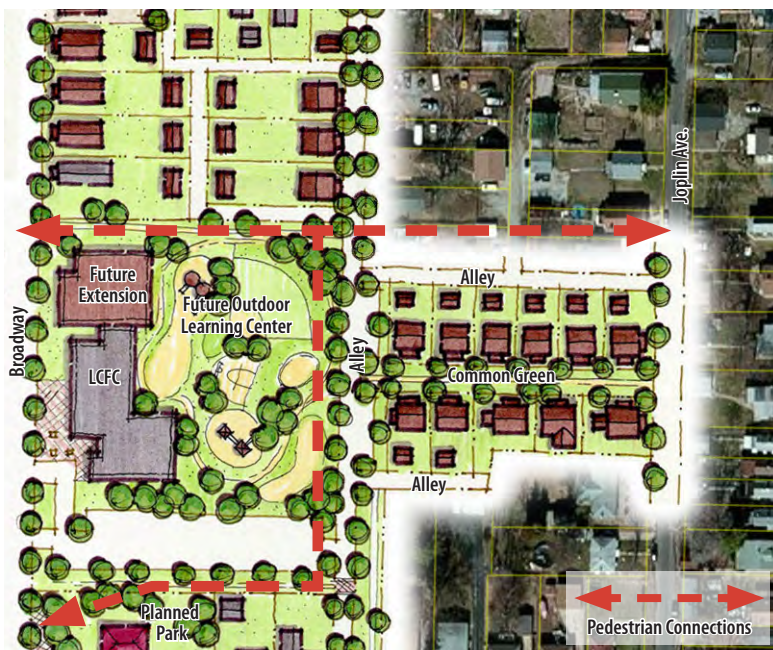 Joplin Ave.
Future
Extension
Future Outdoor
Learning Center
Alley
Broadway
LCFC
Alley
Common Green
Alley
Planned
Park
Pedestrian Connections